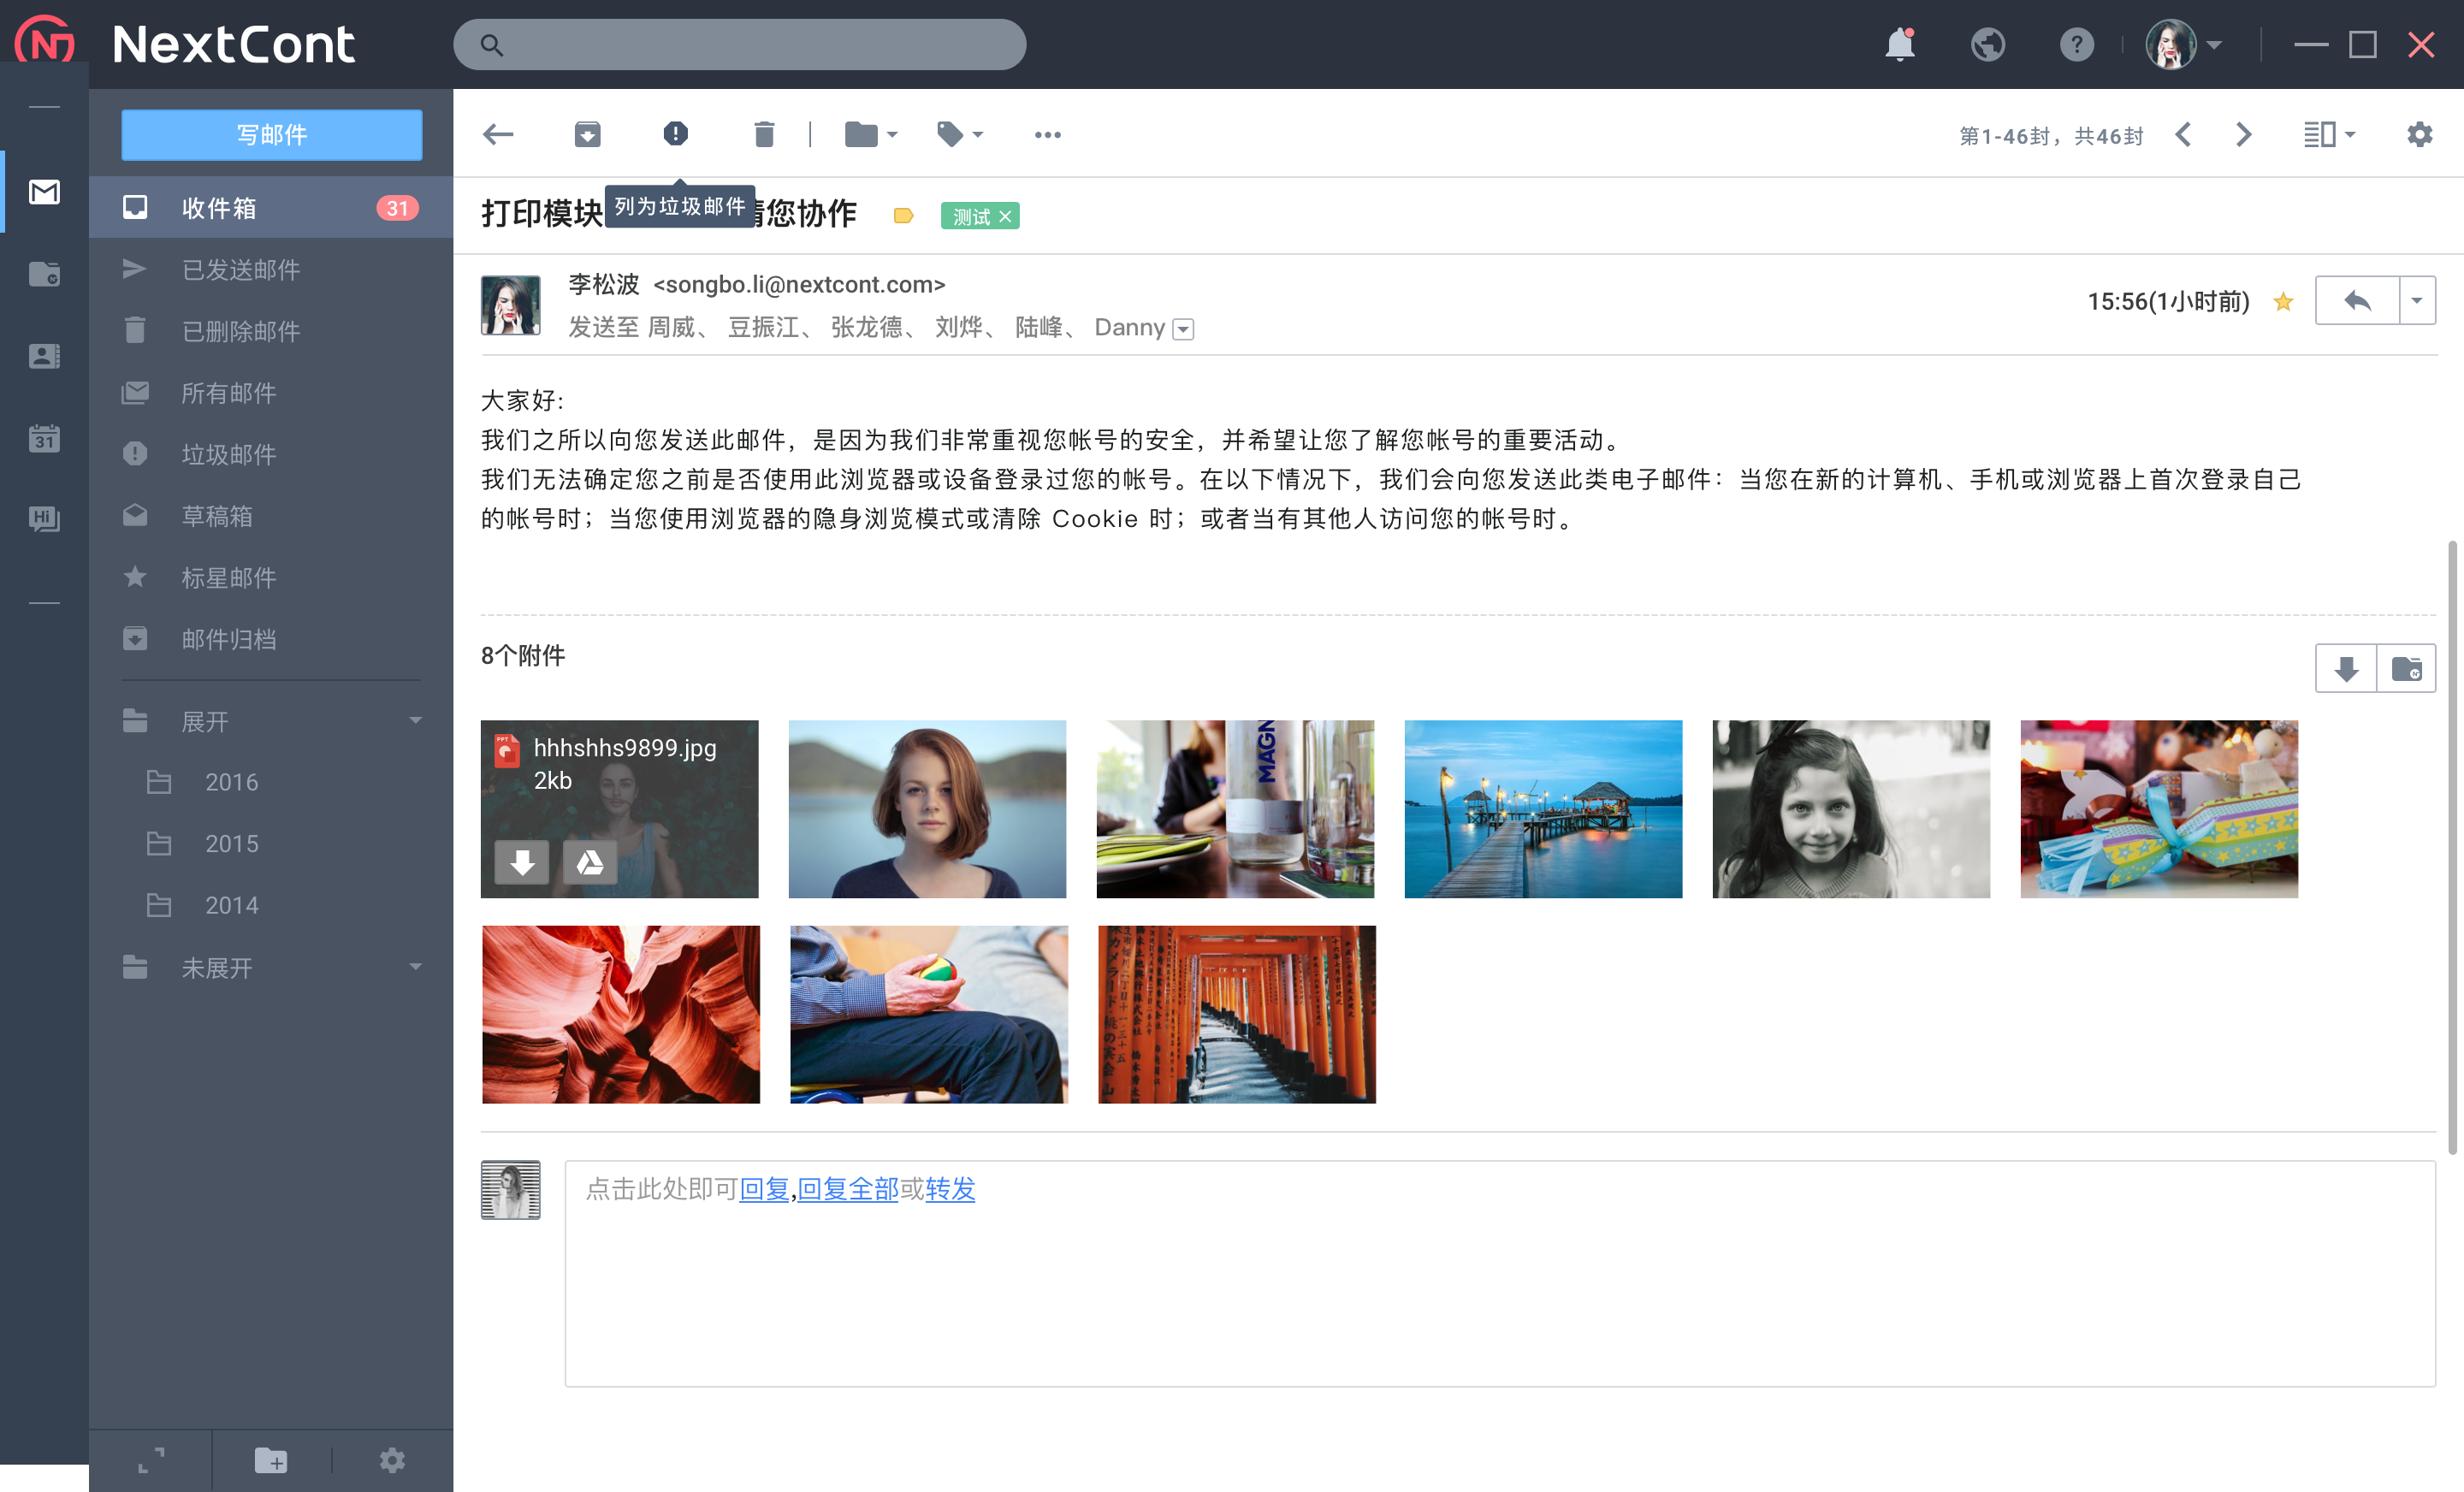 NextCont
写邮件
收件箱 31
已发送邮件
已删除邮件
所有邮件
垃圾邮件
草稿箱
标星邮件
邮件归档
展开
2016
2015
2014
未展开
31
Hi
第1-46封，共46封
列为垃圾邮件
打印模块 请您协作
测试
李松波 <songbo.li@nextcont.com>
发送至 周威、 豆振江、 张龙德、 刘烨、 陆峰、 Danny
15:56(1小时前)
大家好:
我们之所以向您发送此邮件，是因为我们非常重视您帐号的安全，并希望让您了解您帐号的重要活动。
我们无法确定您之前是否使用此浏览器或设备登录过您的帐号。在以下情况下，我们会向您发送此类电子邮件：当您在新的计算机、手机或浏览器上首次登录自己
的帐号时；当您使用浏览器的隐身浏览模式或清除 Cookie 时；或者当有其他人访问您的帐号时。
8个附件
PPT
hhhshhs9899.jpg
2kb
MAGN
点击此处即可回复,回复全部或转发